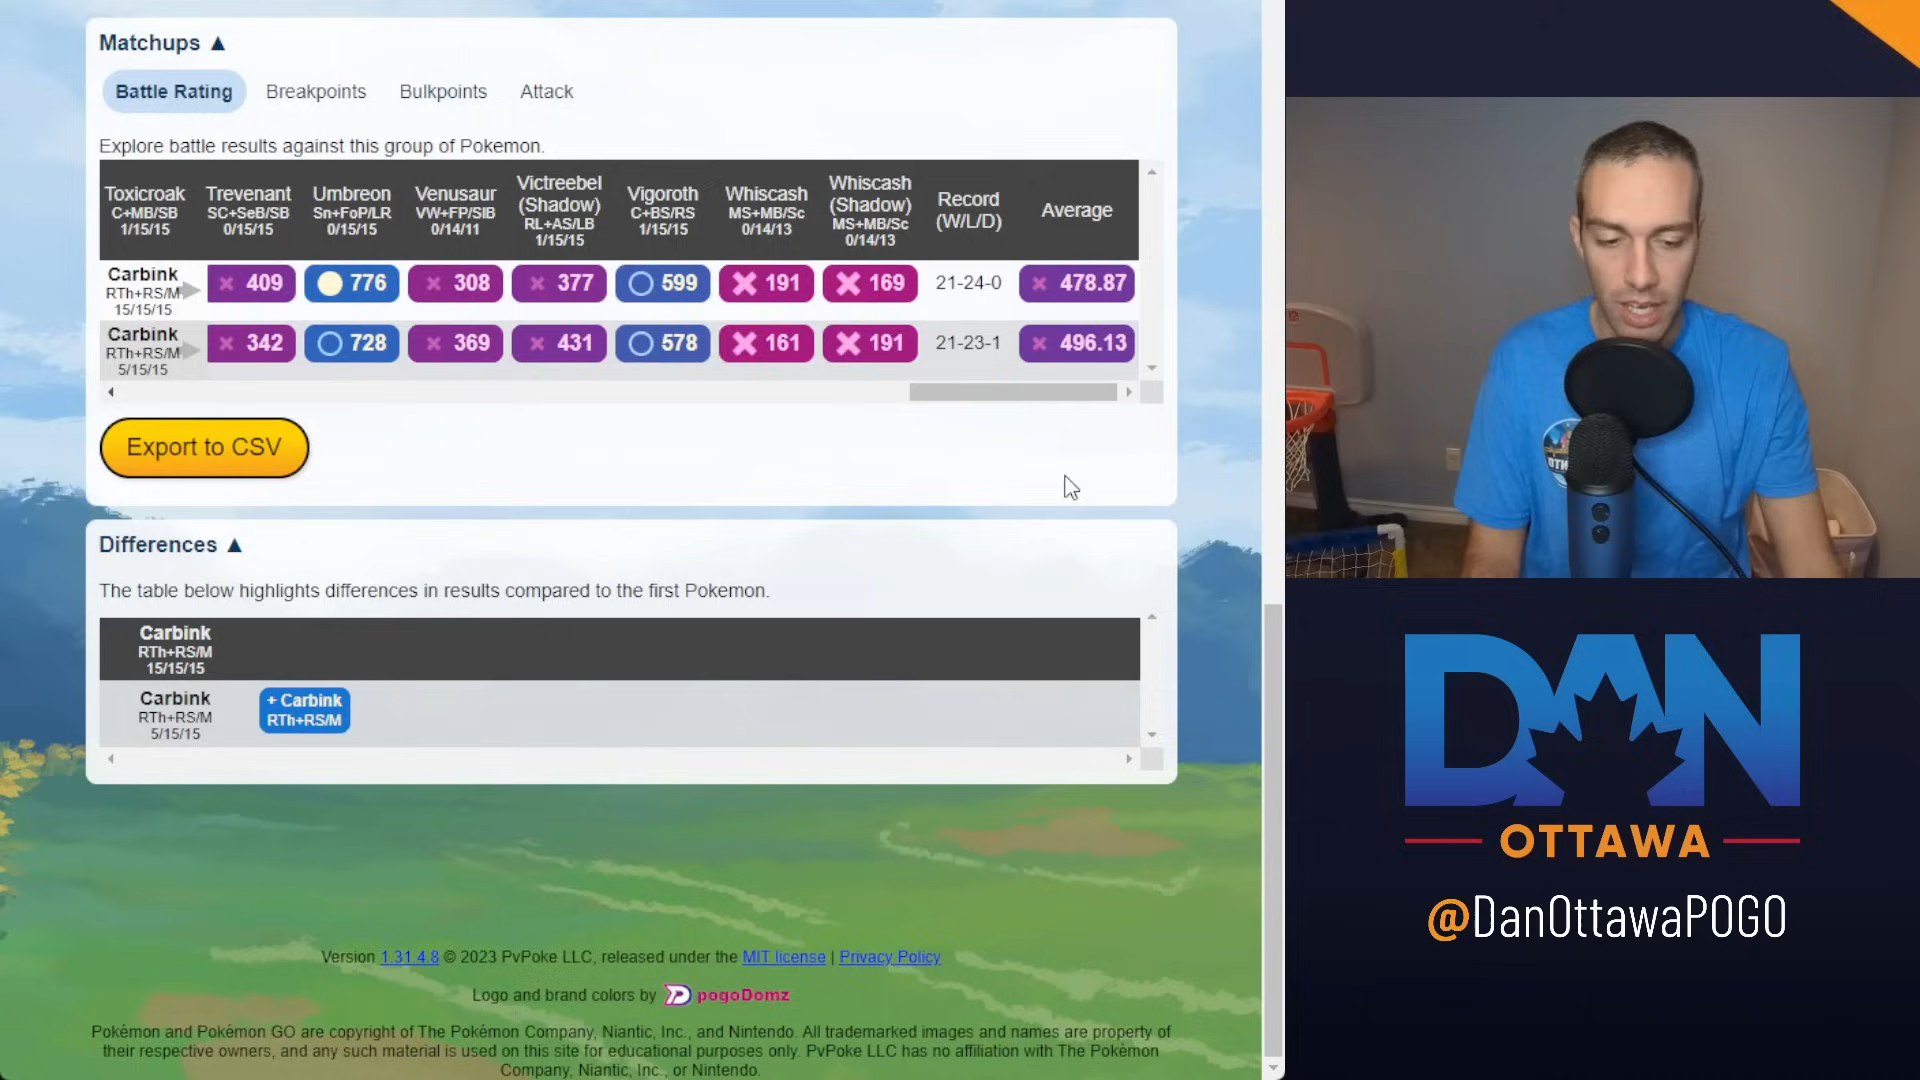 Matchups ▲
Battle Rating Breakpoints Bulkpoints Attack
Explore battle results against this group of Pokemon.
Toxicroak
C+MB/SB
1/15/15
Trevenant
SC+SeB/SB
0/15/15
Umbreon
Sn+FoP/LR
0/15/15
Venusaur
VW+FP/SlB
0/14/11
Victreebel
(Shadow)
RL+AS/LB
1/15/15
Vigoroth
C+BS/RS
1/15/15
Whiscash
MS+MB/Sc
0/14/13
Whiscash
(Shadow)
MS+MB/Sc
0/14/13
Record
(W/L/D)
Average
Carbink
RTh+RS/M
15/15/15
409 776 308 377 599 191 169 21-24-0 478.87
Carbink
RTh+RS/M
5/15/15
342 728 369 431 578 161 191 21-23-1 496.13
Export to CSV
Differences ▲
The table below highlights differences in results compared to the first Pokemon.
Carbink
RTh+RS/M
15/15/15
Carbink
RTh+RS/M
5/15/15
+ Carbink
RTh+RS/M
Version 1.31.4.8 © 2023 PvPoke LLC, released under the MIT license | Privacy Policy
Logo and brand colors by pogoDomz
Pokémon and Pokémon GO are copyright of The Pokémon Company, Niantic, Inc., and Nintendo. All trademarked images and names are property of
their respective owners, and any such material is used on this site for educational purposes only. PvPoke LLC has no affiliation with The Pokémon
Company, Niantic, Inc., or Nintendo.
DAN
OTTAWA
@DanOttawaPOGO